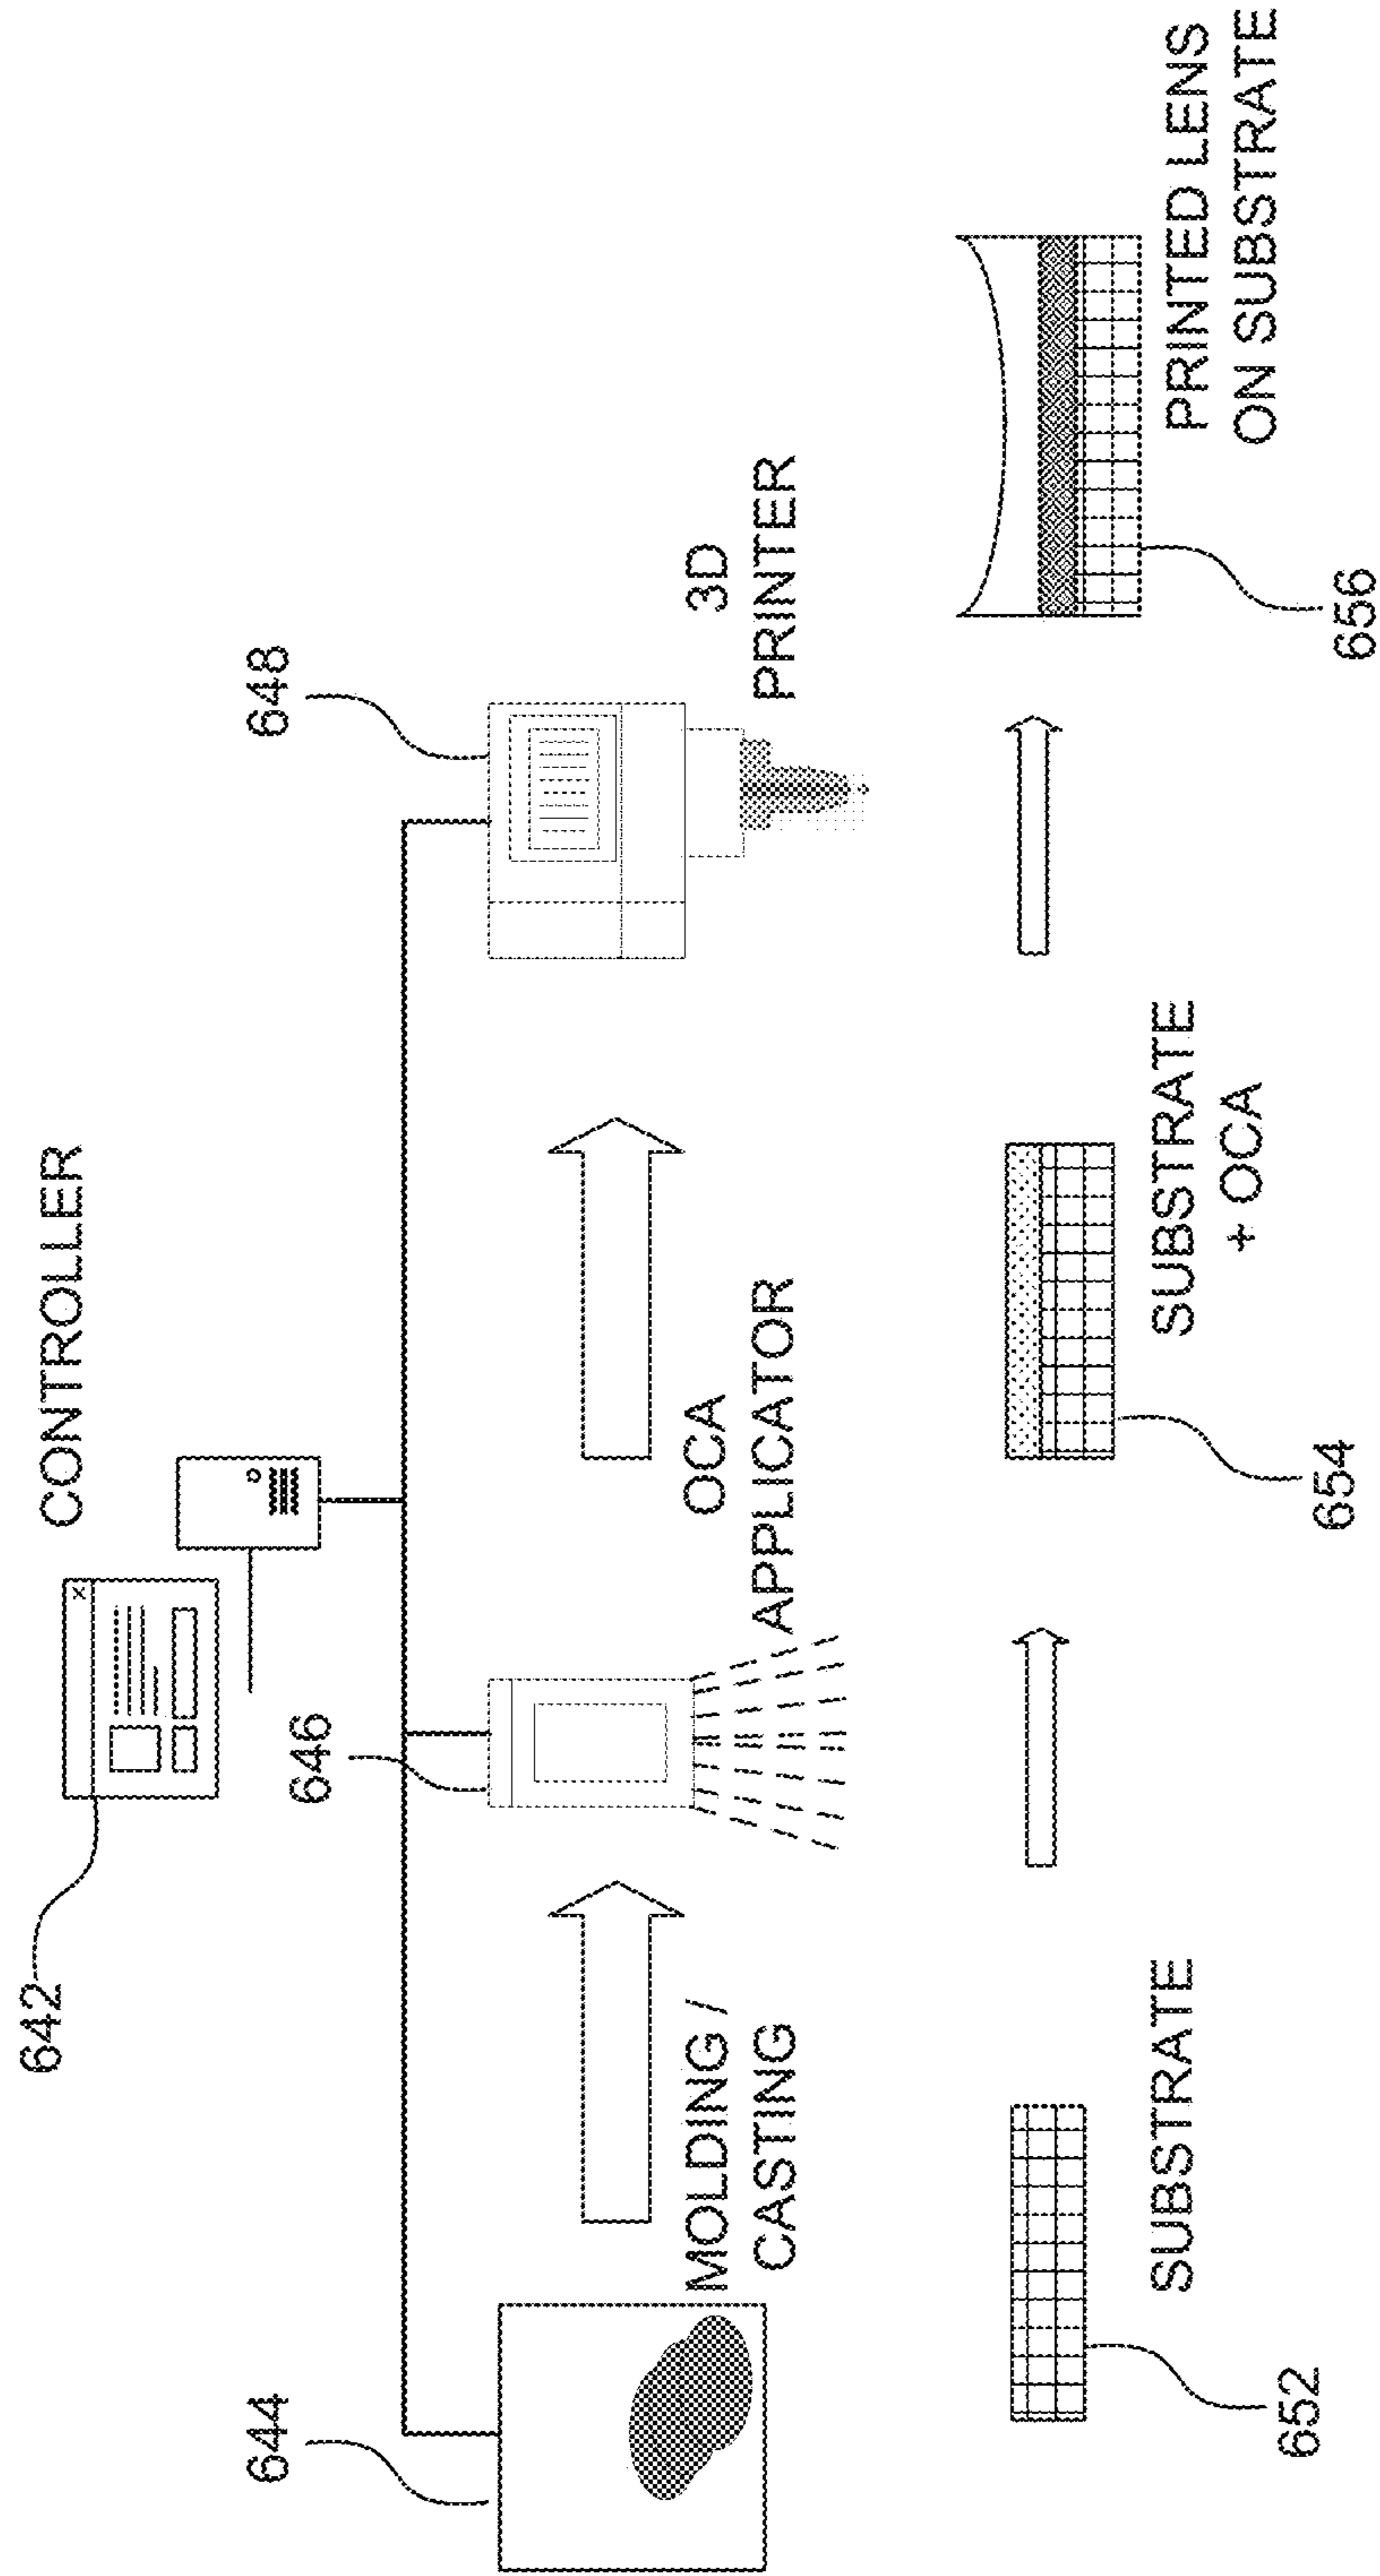 CONTROLLER
642
644
646
648
MOLDING /
CASTING
OCA
APPLICATOR
3D
PRINTER
X
652
SUBSTRATE
654
SUBSTRATE
+ OCA
656
PRINTED LENS
ON SUBSTRATE